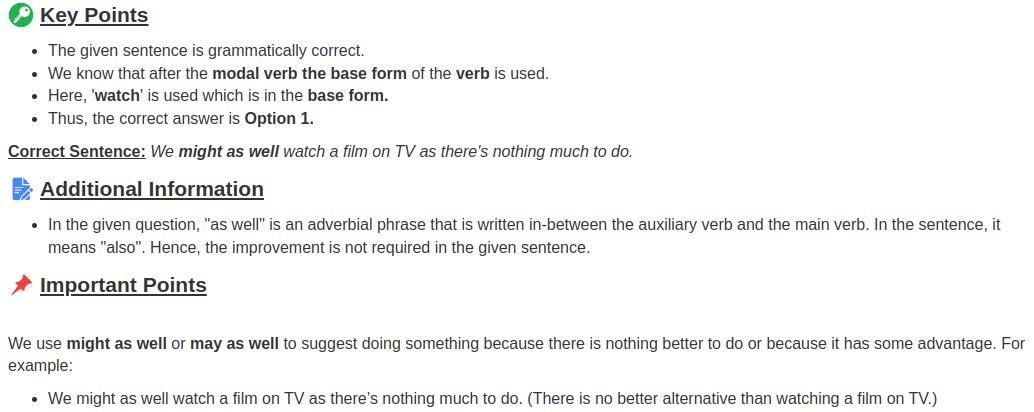 Key Points
• The given sentence is grammatically correct.
• We know that after the modal verb the base form of the verb is used.
• Here, 'watch' is used which is in the base form.
• Thus, the correct answer is Option 1.
Correct Sentence: We might as well watch a film on TV as there's nothing much to do.
Additional Information
• In the given question, "as well" is an adverbial phrase that is written in-between the auxiliary verb and the main verb. In the sentence, it
means "also". Hence, the improvement is not required in the given sentence.
Important Points
We use might as well or may as well to suggest doing something because there is nothing better to do or because it has some advantage. For
example:
• We might as well watch a film on TV as there’s nothing much to do. (There is no better alternative than watching a film on TV.)